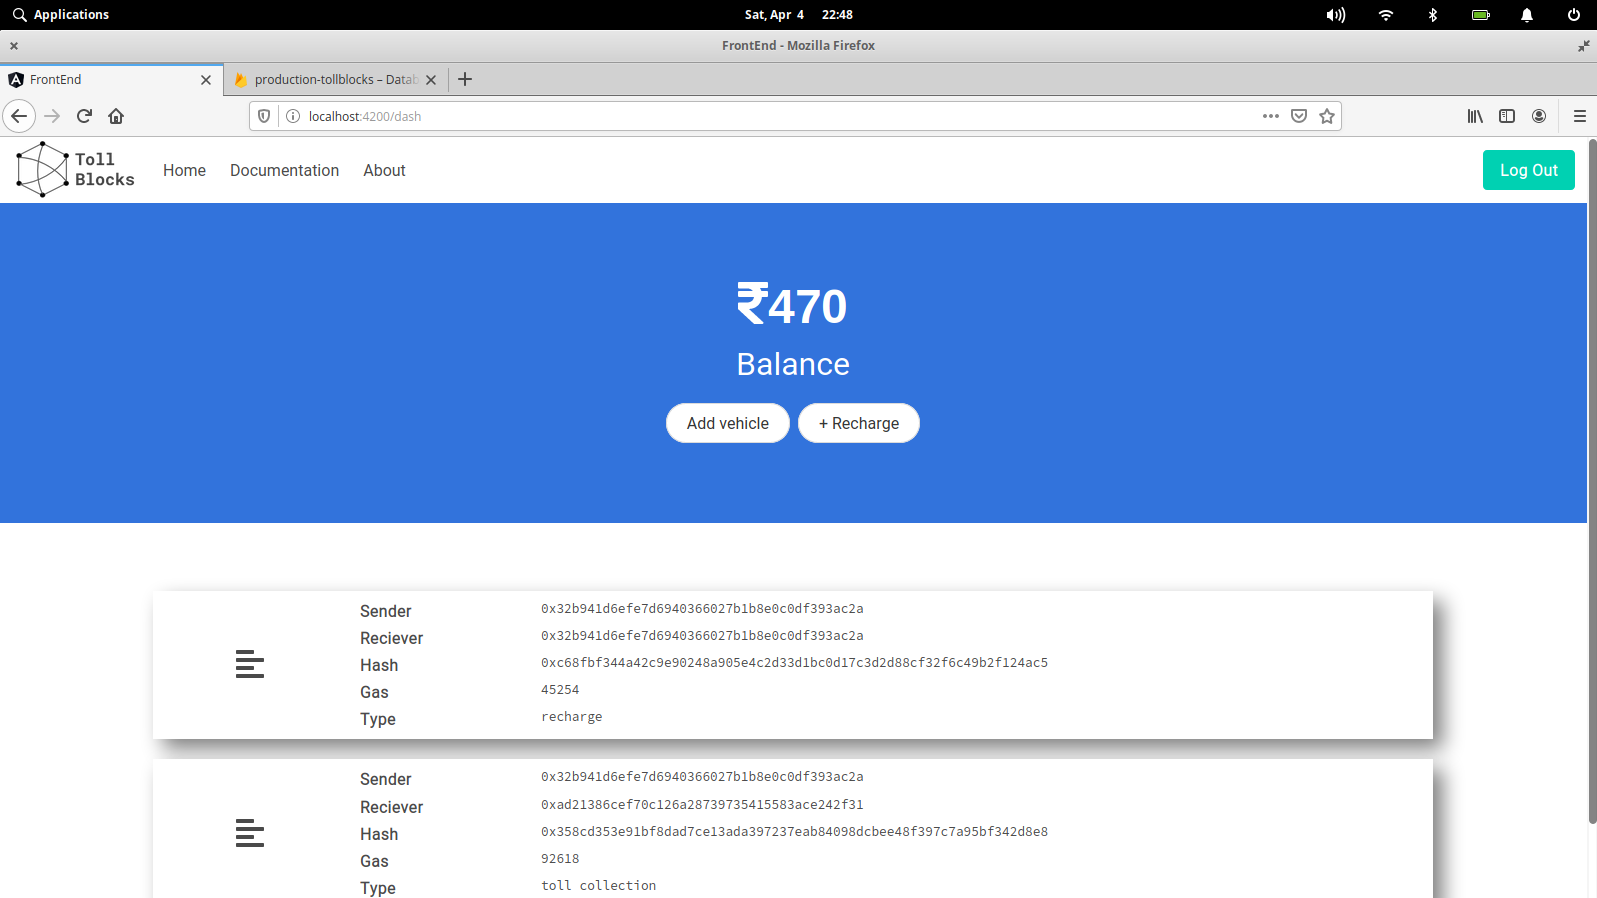 Applications
Sat, Apr 4 22:48
FrontEnd - Mozilla Firefox
FrontEnd
production-tollblocks – Datab
localhost:4200/dash
Toll
Blocks
Home
Documentation
About
Log Out
₹470
Balance
Add vehicle
+ Recharge
Sender 0x32b941d6efe7d6940366027b1b8e0c0df393ac2a
Reciever 0x32b941d6efe7d6940366027b1b8e0c0df393ac2a
Hash 0xc68fbf344a42c9e90248a905e4c2d33d1bc0d17c3d2d88cf32f6c49b2f124ac5
Gas 45254
Type recharge
Sender 0x32b941d6efe7d6940366027b1b8e0c0df393ac2a
Reciever 0xad21386cef70c126a28739735415583ace242f31
Hash 0x358cd353e91bf8dad7ce13ada397237eab84098dcbee48f397c7a95bf342d8e8
Gas 92618
Type toll collection